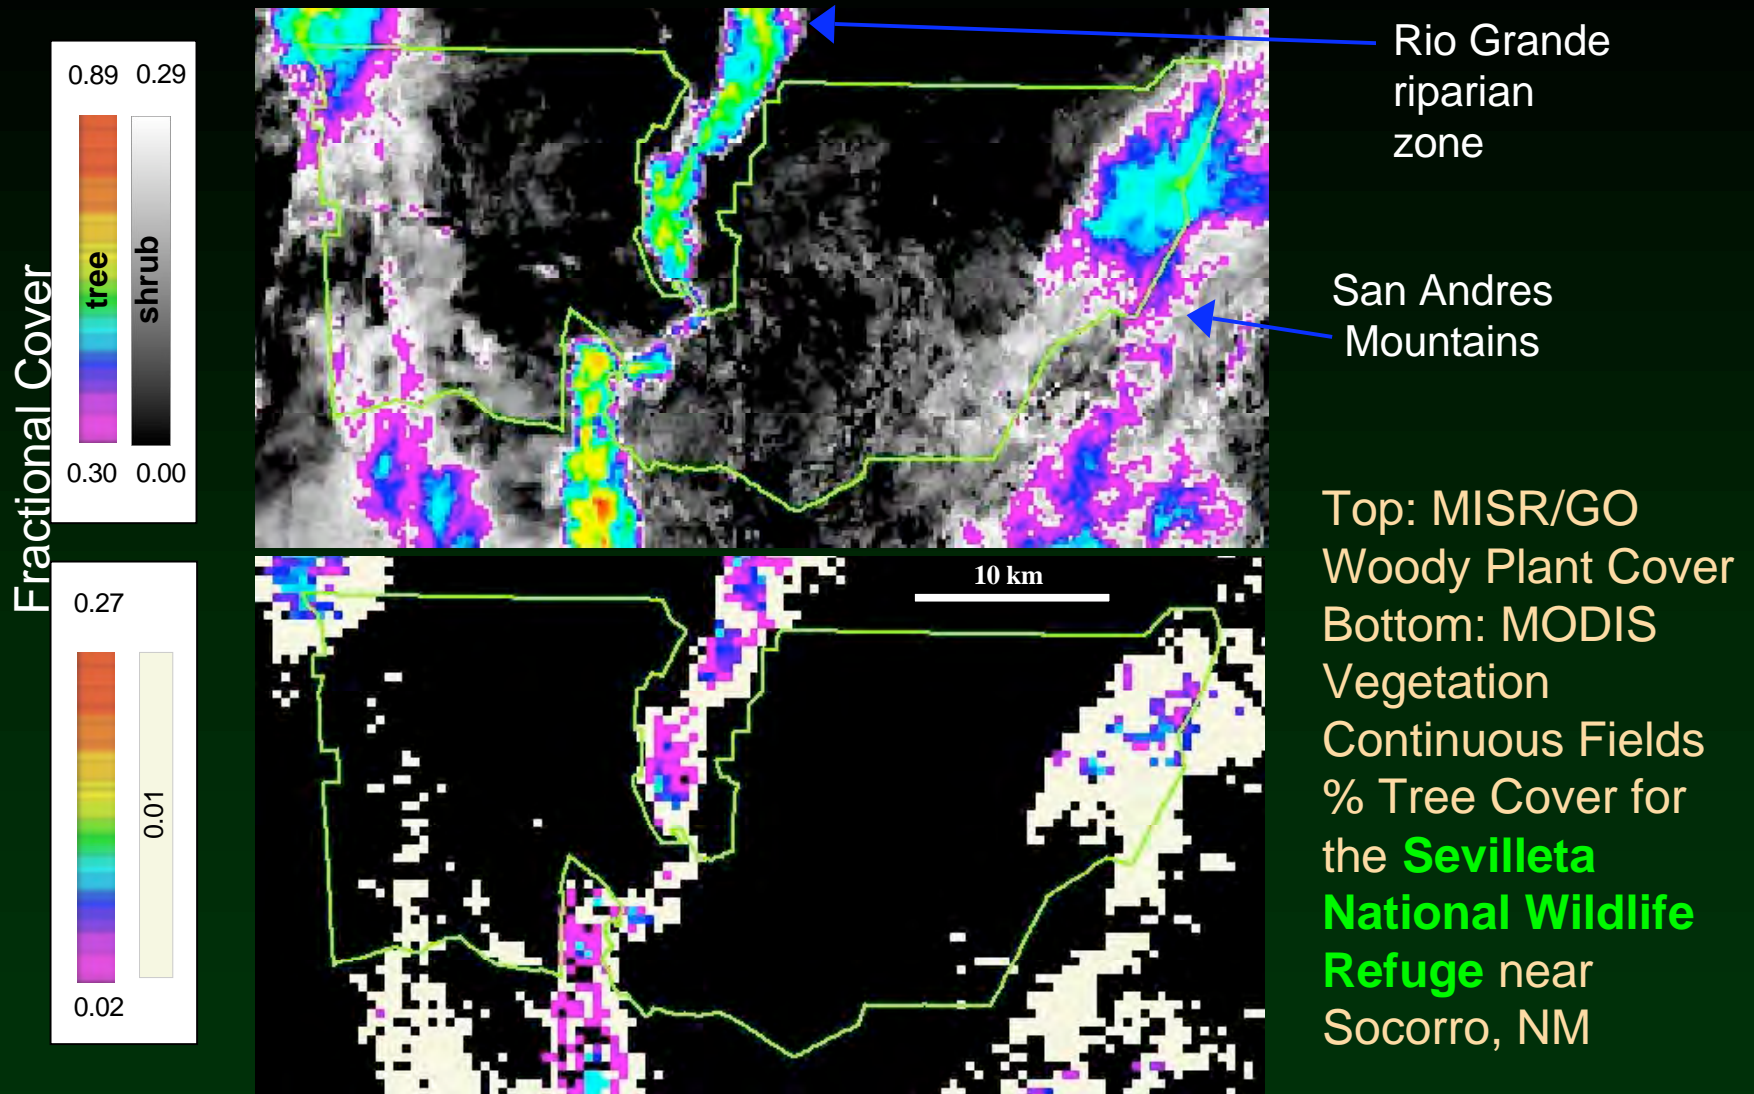 Fractional Cover
0.89 0.29
tree
shrub
0.30 0.00
0.27
0.01
0.02
10 km
Rio Grande
riparian
zone
San Andres
Mountains
Top: MISR/GO
Woody Plant Cover
Bottom: MODIS
Vegetation
Continuous Fields
% Tree Cover for
the Sevilleta
National Wildlife
Refuge near
Socorro, NM